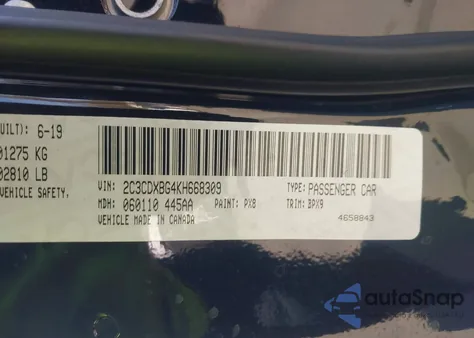 UILT): 6-19
01275 KG
02810 LB
VEHICLE SAFETY,
VIN: 2C3CDXBG4KH668309 TYPE: PASSENGER CAR
MDH: 060110 445AA PAINT: PX8 TRIM: BPX9
VEHICLE MADE IN CANADA 4658843
autoSnap